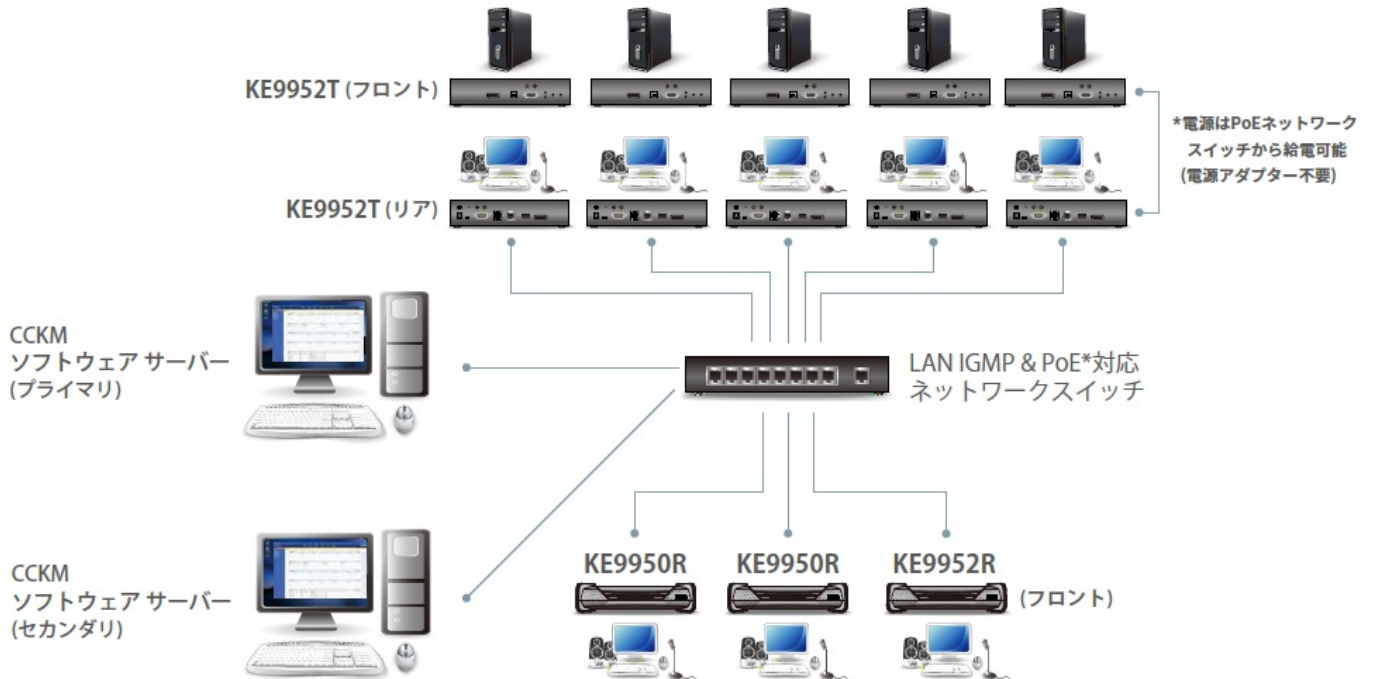 KE9952T (フロント)
*電源はPoEネットワーク
スイッチから給電可能
(電源アダプター不要)
KE9952T (リア)
CCKM
ソフトウェア サーバー
(プライマリ)
LAN IGMP & PoE*対応
ネットワークスイッチ
CCKM
ソフトウェア サーバー
(セカンダリ)
KE9950R
KE9950R
KE9952R
(フロント)